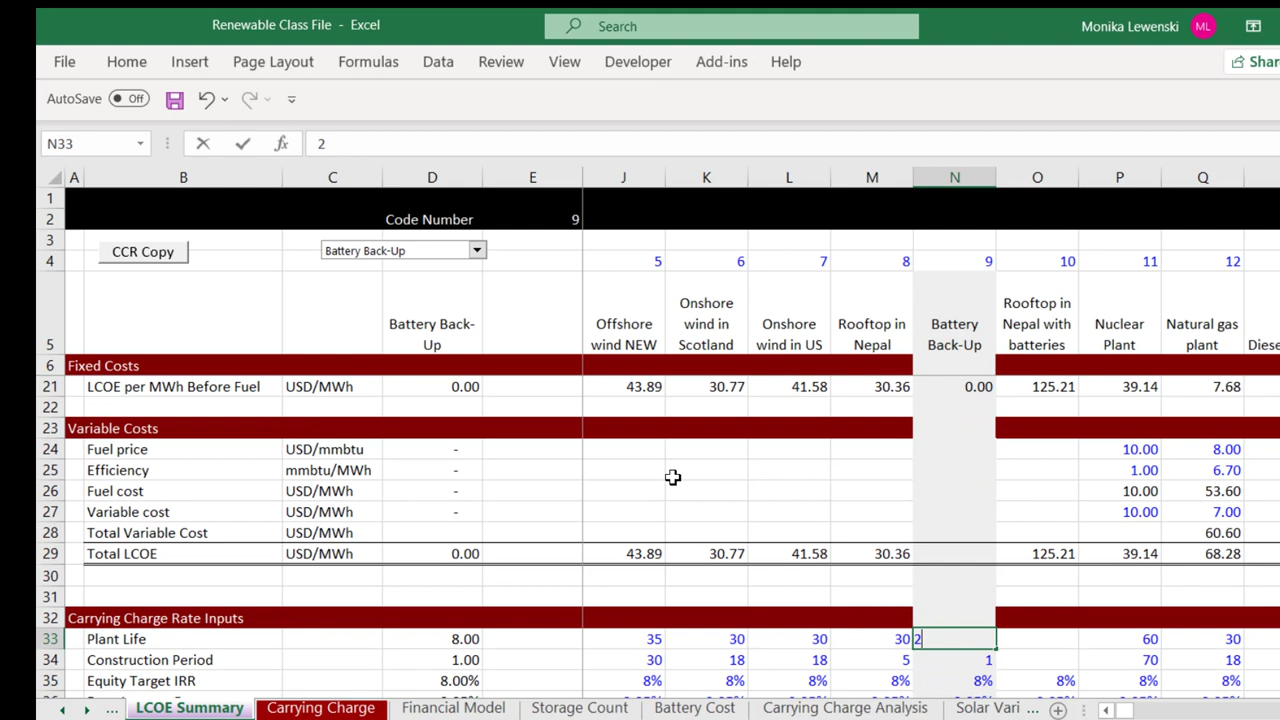 Renewable Class File - Excel Search Monika Lewenski ML
File Home Insert Page Layout Formulas Data Review View Developer Add-ins Help Shar
AutoSave Off
N33 fx 2
A B C D E J K L M N O P Q
1
2 Code Number 9
3 CCR Copy Battery Back-Up
4 5 6 7 8 9 10 11 12
5 Battery Back-Up Offshore wind NEW Onshore wind in Scotland Onshore wind in US Rooftop in Nepal Battery Back-Up Rooftop in Nepal with batteries Nuclear Plant Natural gas plant Diese
6 Fixed Costs
21 LCOE per MWh Before Fuel USD/MWh 0.00 43.89 30.77 41.58 30.36 0.00 125.21 39.14 7.68
22
23 Variable Costs
24 Fuel price USD/mmbtu - 10.00 8.00
25 Efficiency mmbtu/MWh - 1.00 6.70
26 Fuel cost USD/MWh - 10.00 53.60
27 Variable cost USD/MWh - 10.00 7.00
28 Total Variable Cost USD/MWh 60.60
29 Total LCOE USD/MWh 0.00 43.89 30.77 41.58 30.36 125.21 39.14 68.28
30
31
32 Carrying Charge Rate Inputs
33 Plant Life 8.00 35 30 30 30 2 60 30
34 Construction Period 1.00 30 18 18 5 1 70 18
35 Equity Target IRR 8.00% 8% 8% 8% 8% 8% 8% 8% 8%
... LCOE Summary Carrying Charge Financial Model Storage Count Battery Cost Carrying Charge Analysis Solar Vari ...